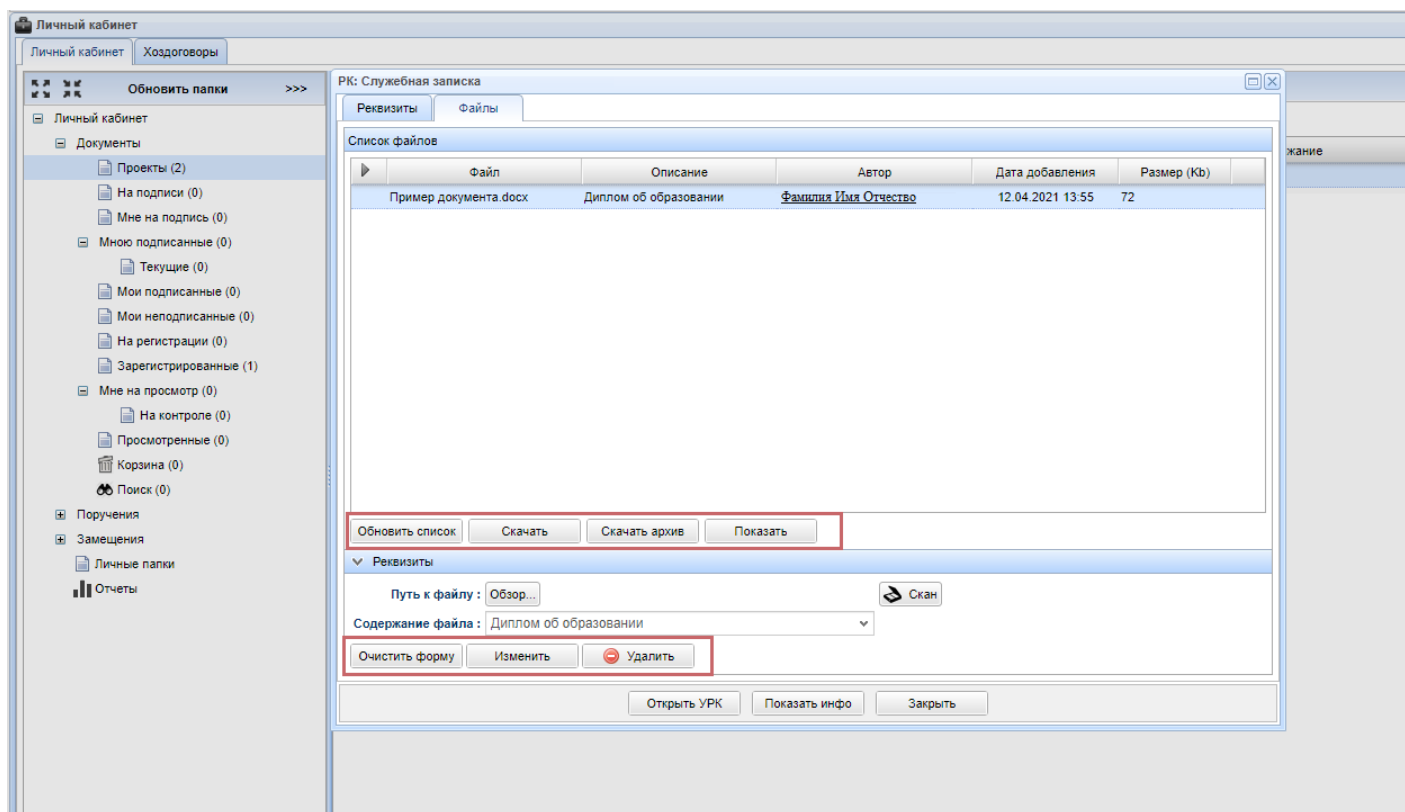 Личный кабинет
Личный кабинет Хоздоговоры
Обновить папки >>>
Личный кабинет
Документы
Проекты (2)
На подписи (0)
Мне на подпись (0)
Мною подписанные (0)
Текущие (0)
Мои подписанные (0)
Мои неподписанные (0)
На регистрации (0)
Зарегистрированные (1)
Мне на просмотр (0)
На контроле (0)
Просмотренные (0)
Корзина (0)
Поиск (0)
Поручения
Замещения
Личные папки
Отчеты
РК: Служебная записка
Реквизиты Файлы
Список файлов
Файл Описание Автор Дата добавления Размер (Kb)
Пример документа.docx Диплом об образовании Фамилия Имя Отчество 12.04.2021 13:55 72
Обновить список Скачать Скачать архив Показать
Реквизиты
Путь к файлу : Обзор... Скан
Содержание файла : Диплом об образовании
Очистить форму Изменить Удалить
Открыть УРК Показать инфо Закрыть
жание